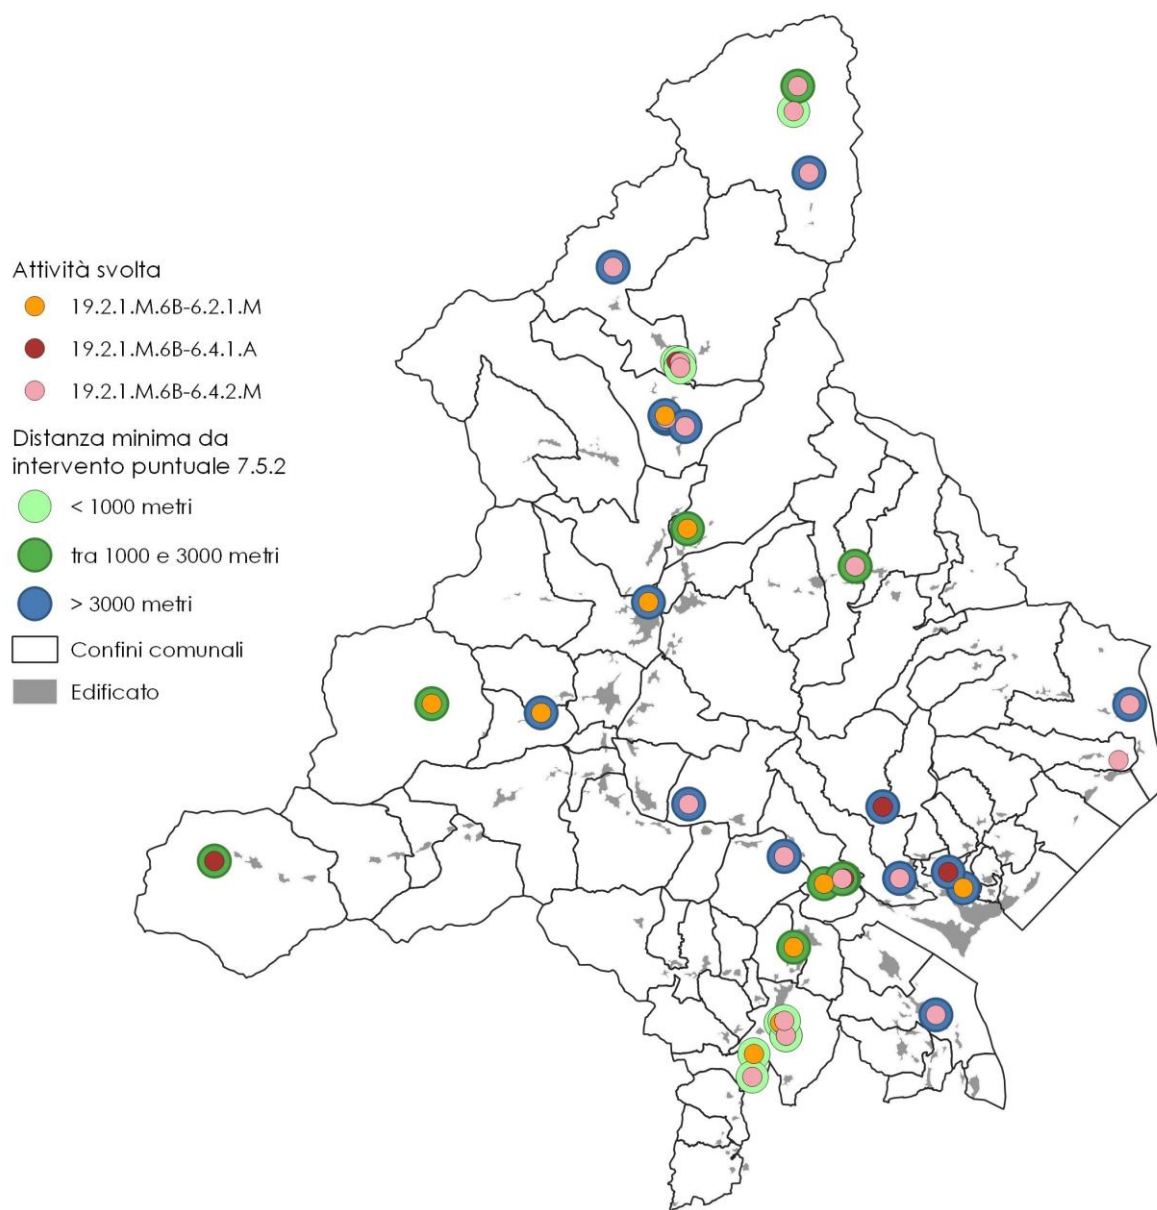 Attività svolta
19.2.1.M.6B-6.2.1.M
19.2.1.M.6B-6.4.1.A
19.2.1.M.6B-6.4.2.M
Distanza minima da
intervento puntuale 7.5.2
< 1000 metri
tra 1000 e 3000 metri
> 3000 metri
Confini comunali
Edificato